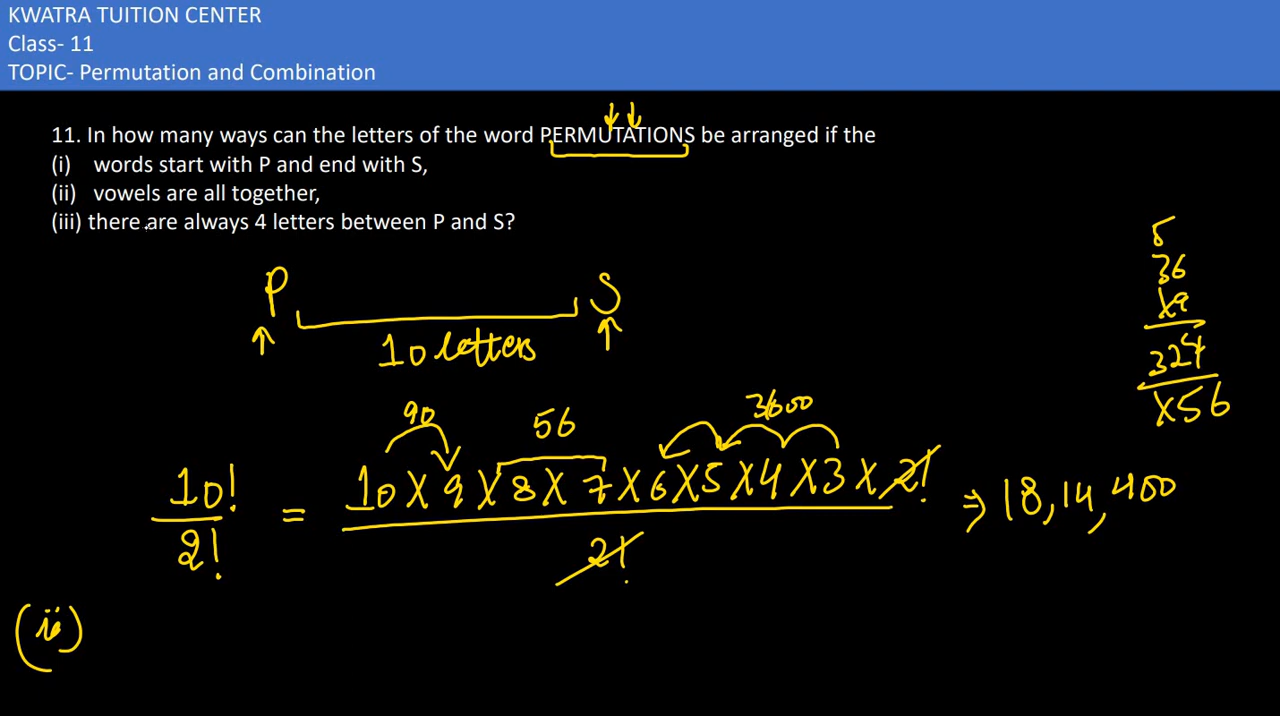 KWATRA TUITION CENTER
Class- 11
TOPIC- Permutation and Combination
11. In how many ways can the letters of the word PERMUTATIONS be arranged if the
(i) words start with P and end with S,
(ii) vowels are all together,
(iii) there are always 4 letters between P and S?
5
36
x9
324
x56
P S
10 letters
90 56 3600
10! / 2! = 10 x 9 x 8 x 7 x 6 x 5 x 4 x 3 x 2! / 2! ⇒ 18,14,400
(ii)